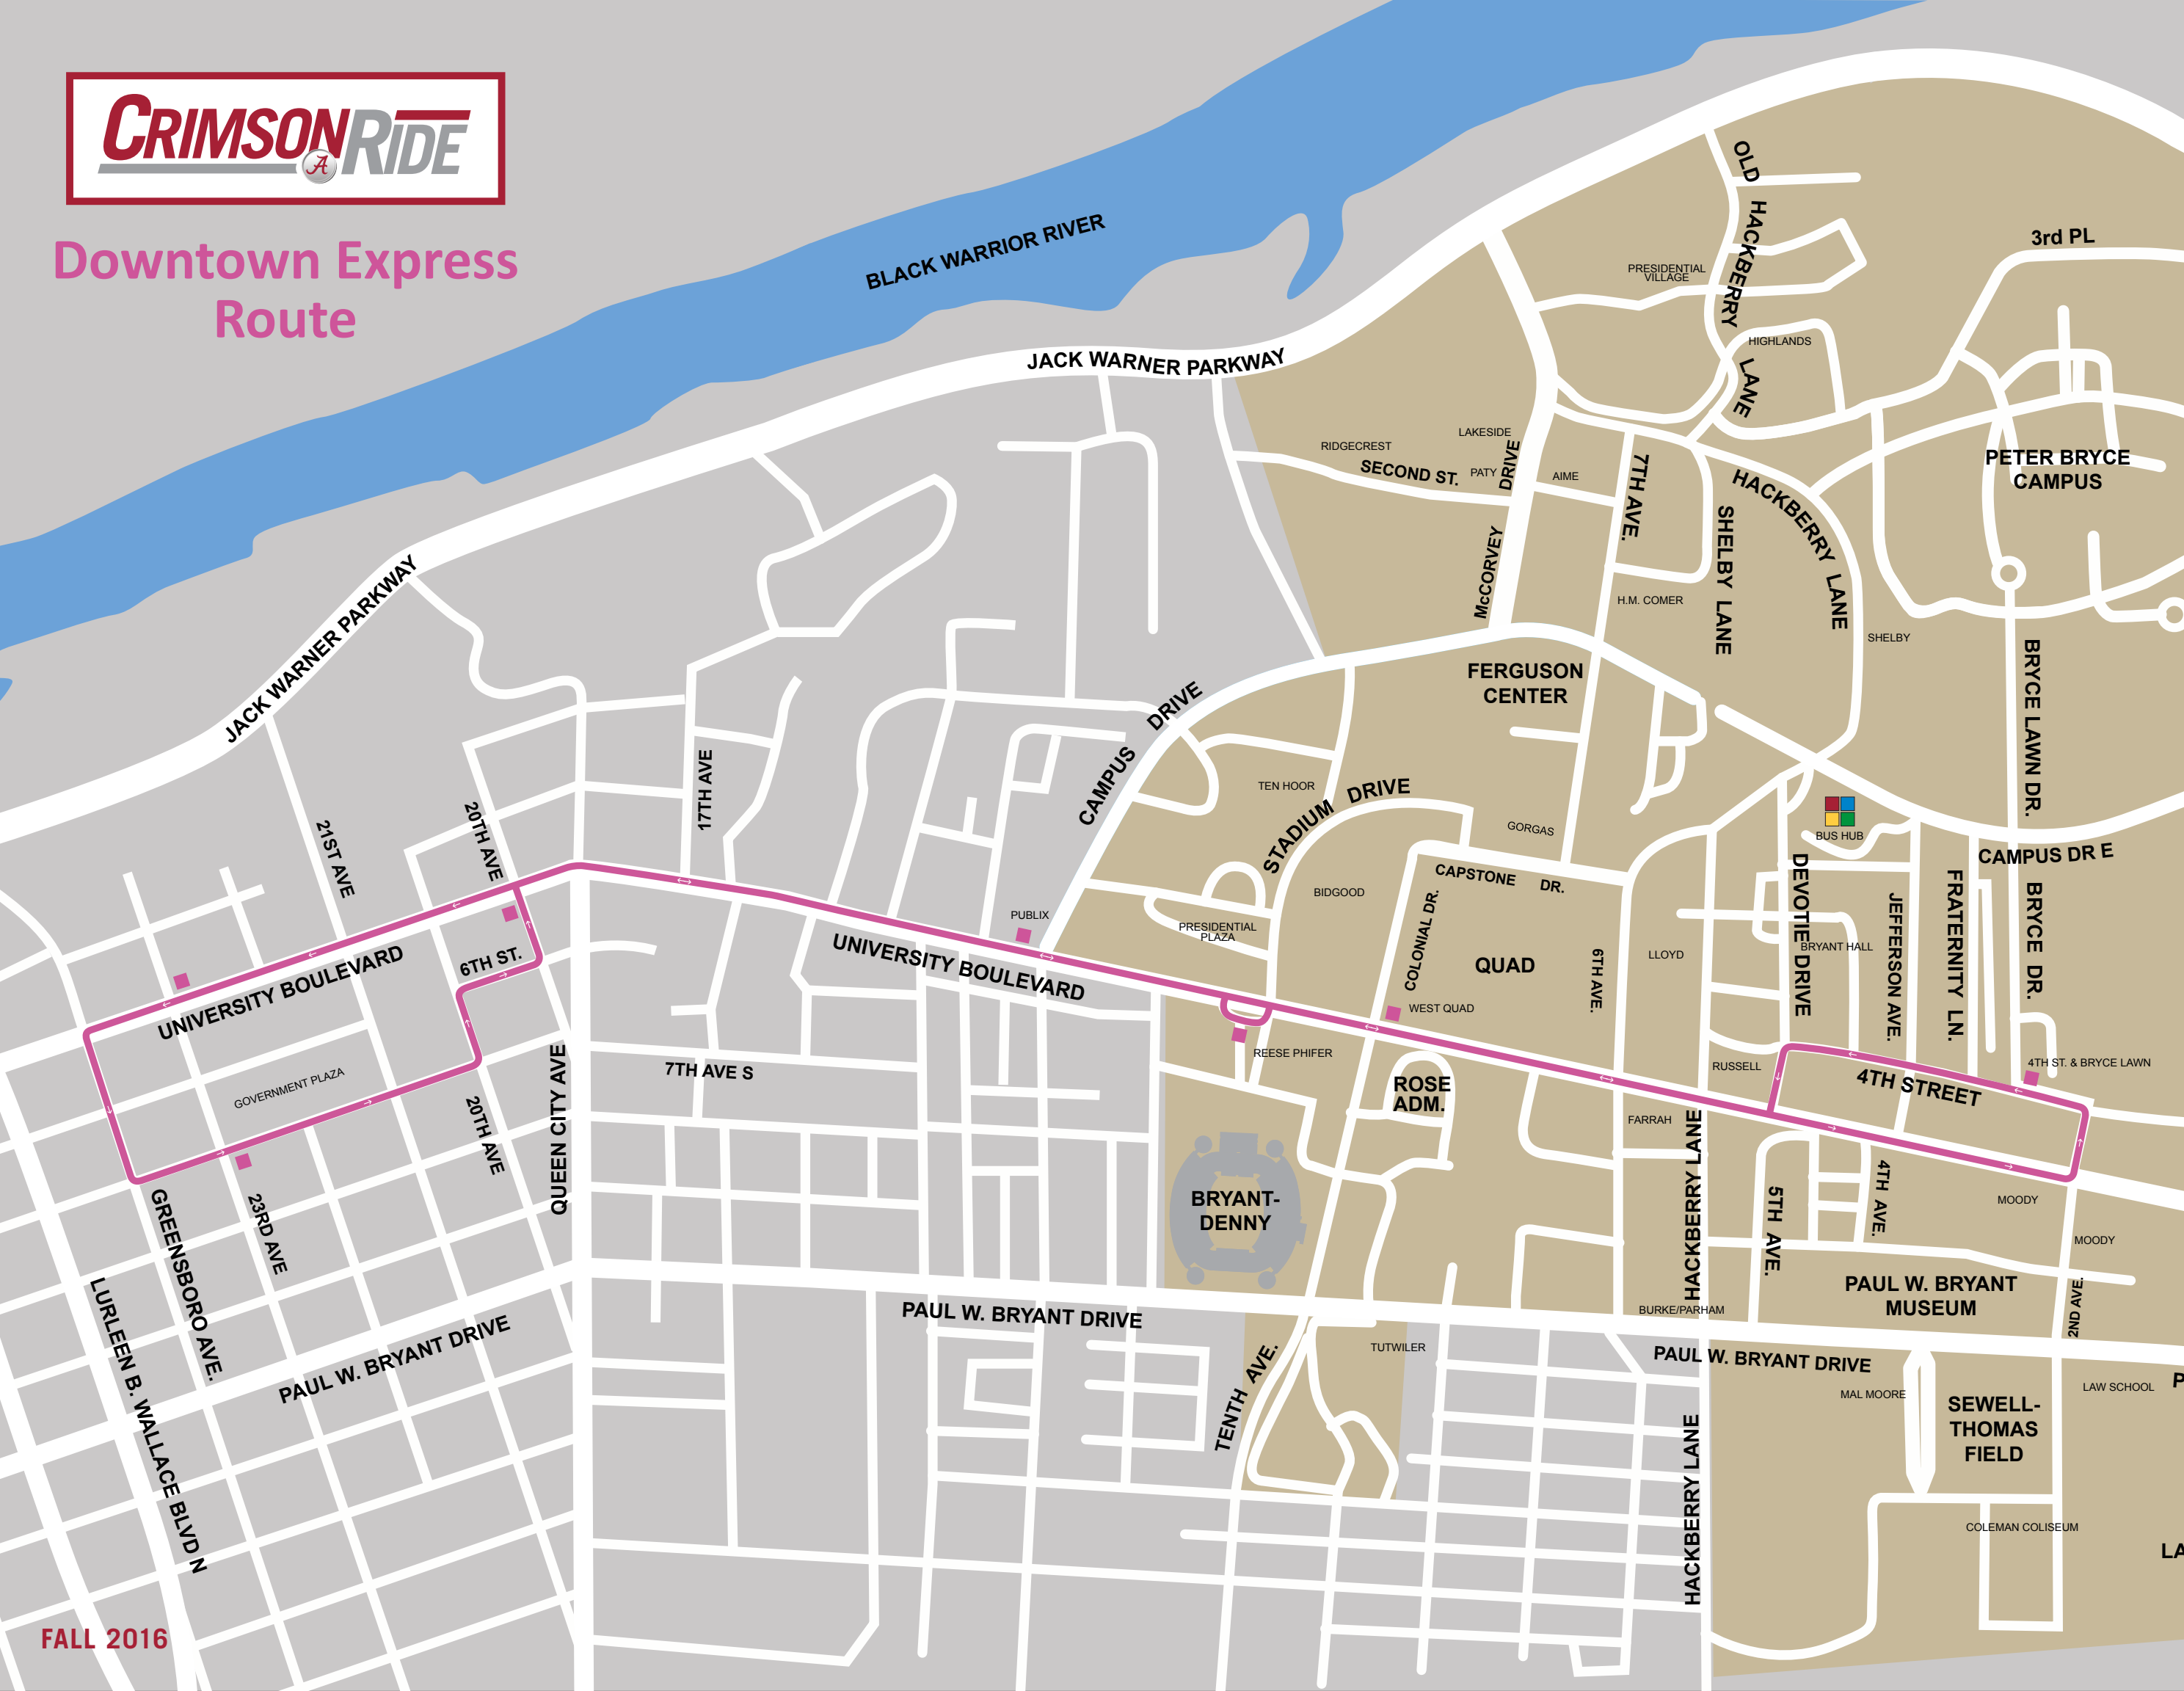 CRIMSONRIDE
A
Downtown Express
Route
BLACK WARRIOR RIVER
JACK WARNER PARKWAY
JACK WARNER PARKWAY
OLD HACKBERRY LANE
3rd PL
PRESIDENTIAL
VILLAGE
HIGHLANDS
RIDGECREST
LAKESIDE
SECOND ST.
PATY
McCORVEY DRIVE
AIME
7TH AVE.
SHELBY LANE
HACKBERRY LANE
PETER BRYCE
CAMPUS
H.M. COMER
SHELBY
FERGUSON
CENTER
BRYCE LAWN DR.
CAMPUS DRIVE
TEN HOOR
STADIUM DRIVE
GORGAS
BUS HUB
CAMPUS DR E
17TH AVE
20TH AVE
21ST AVE
CAPSTONE DR.
BIDGOOD
COLONIAL DR.
PRESIDENTIAL
PLAZA
PUBLIX
UNIVERSITY BOULEVARD
QUAD
6TH AVE.
LLOYD
DEVOTIE DRIVE
BRYANT HALL
JEFFERSON AVE.
FRATERNITY LN.
BRYCE DR.
6TH ST.
UNIVERSITY BOULEVARD
WEST QUAD
REESE PHIFER
RUSSELL
4TH STREET
4TH ST. & BRYCE LAWN
GOVERNMENT PLAZA
7TH AVE S
QUEEN CITY AVE
20TH AVE
ROSE
ADM.
FARRAH
HACKBERRY LANE
BRYANT-
DENNY
5TH AVE.
4TH AVE.
MOODY
MOODY
23RD AVE
GREENSBORO AVE.
LURLEEN B. WALLACE BLVD N
PAUL W. BRYANT DRIVE
PAUL W. BRYANT DRIVE
BURKE/PARHAM
PAUL W. BRYANT
MUSEUM
2ND AVE.
TENTH AVE.
TUTWILER
PAUL W. BRYANT DRIVE
MAL MOORE
LAW SCHOOL
P
SEWELL-
THOMAS
FIELD
HACKBERRY LANE
COLEMAN COLISEUM
LA
FALL 2016